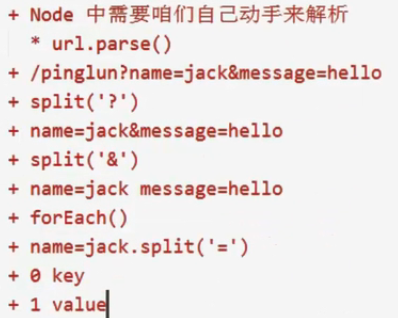 + Node 中需要咱们自己动手来解析
* url.parse()
+ /pinglun?name=jack&message=hello
+ split('?')
+ name=jack&message=hello
+ split('&')
+ name=jack message=hello
+ forEach()
+ name=jack.split('=')
+ 0 key
+ 1 value